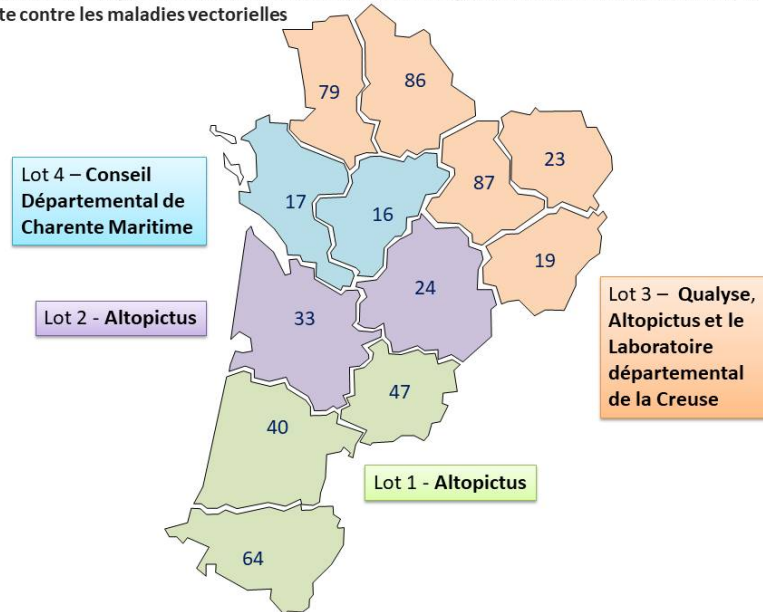 te contre les maladies vectorielles
79
86
23
87
Lot 4 – Conseil
Départemental de
Charente Maritime
17
16
19
24
Lot 2 - Altopictus
33
Lot 3 – Qualyse,
Altopictus et le
Laboratoire
départemental
de la Creuse
47
40
Lot 1 - Altopictus
64